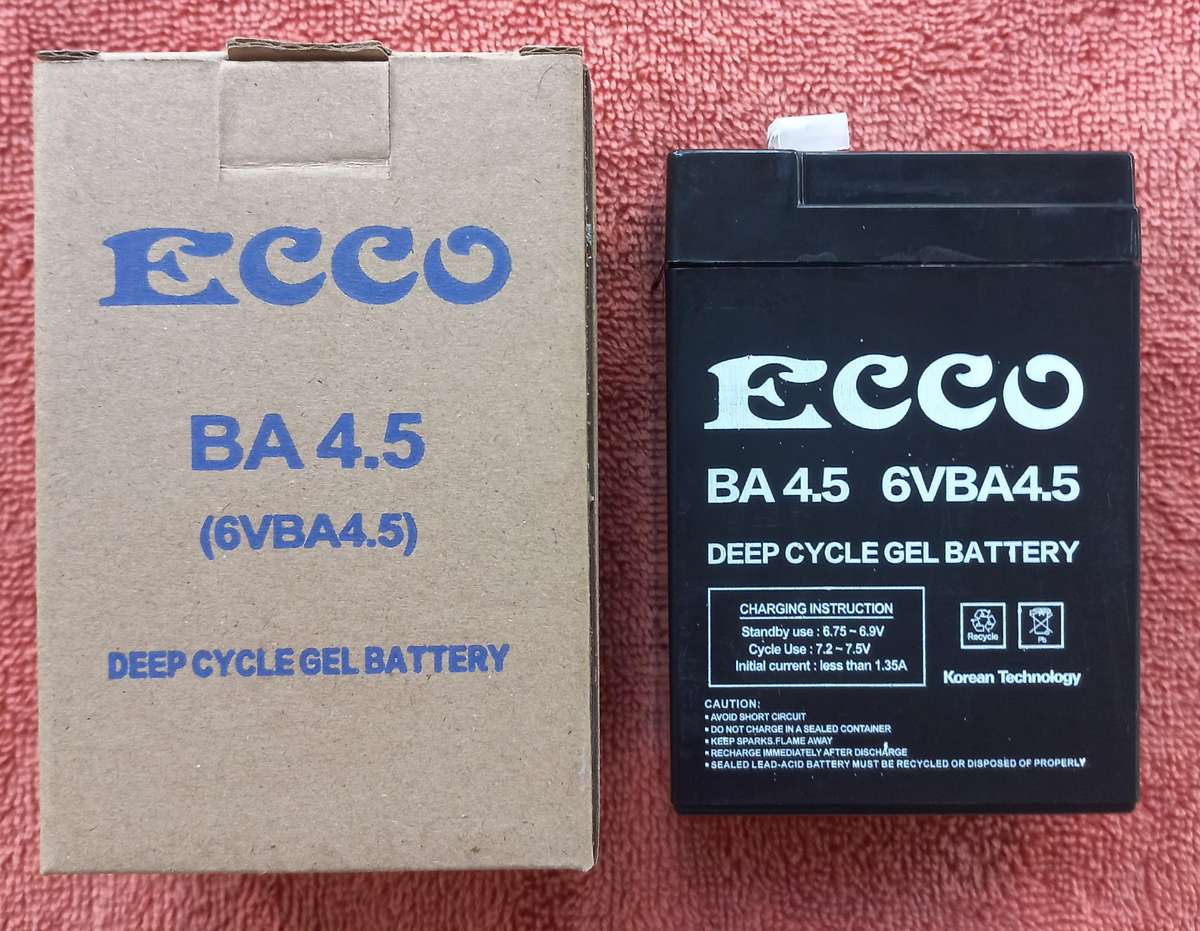 ECCO
BA 4.5
(6VBA4.5)
DEEP CYCLE GEL BATTERY
ECCO
BA 4.5 6VBA4.5
DEEP CYCLE GEL BATTERY
CHARGING INSTRUCTION
Standby use : 6.75 ~ 6.9V
Cycle Use : 7.2 ~ 7.5V
Initial current : less than 1.35A
Recycle
Pb
Korean Technology
CAUTION:
▪ AVOID SHORT CIRCUIT
▪ DO NOT CHARGE IN A SEALED CONTAINER
▪ KEEP SPARKS.FLAME AWAY
▪ RECHARGE IMMEDIATELY AFTER DISCHARGE
▪ SEALED LEAD-ACID BATTERY MUST BE RECYCLED OR DISPOSED OF PROPERLY